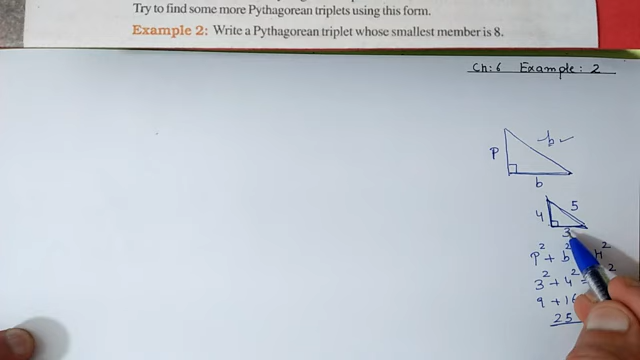 Try to find some more Pythagorean triplets using this form.
Example 2: Write a Pythagorean triplet whose smallest member is 8.
Ch: 6 Example: 2
P
h
b
4
5
3
P² + b² H²
3² + 4² = ²
9 + 16
25